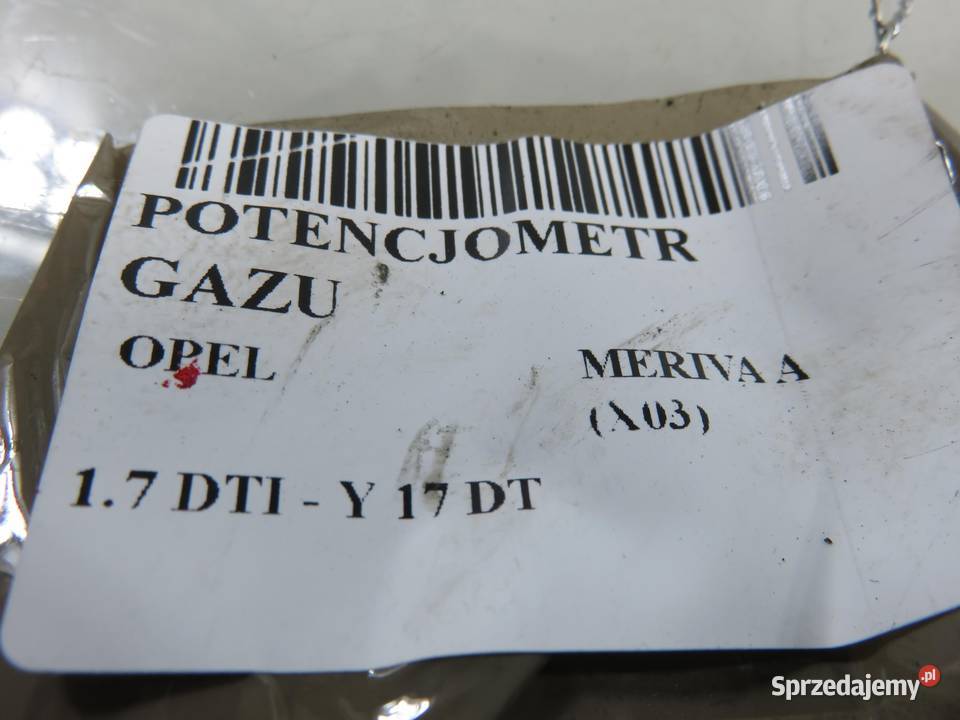 POTENCJOMETR
GAZU
OPEL MERIVA A
(X03)
1.7 DTI - Y 17 DT
Sprzedajemy.pl